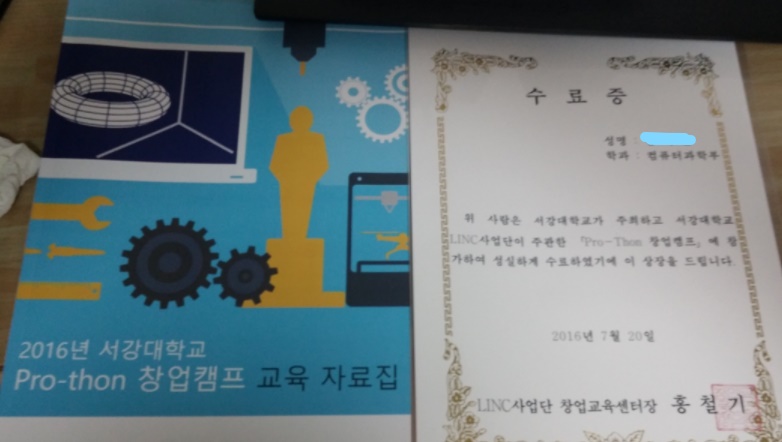 2016년 서강대학교
Pro-thon 창업캠프 교육 자료집
수료증
성명 :
학과 : 컴퓨터과학부
위 사람은 서강대학교가 주최하고 서강대학교
LINC사업단이 주관한 「Pro-Thon 창업캠프」에 참
가하여 성실하게 수료하였기에 이 상장을 드립니다.
2016년 7월 20일
LINC사업단 창업교육센터장 홍철기